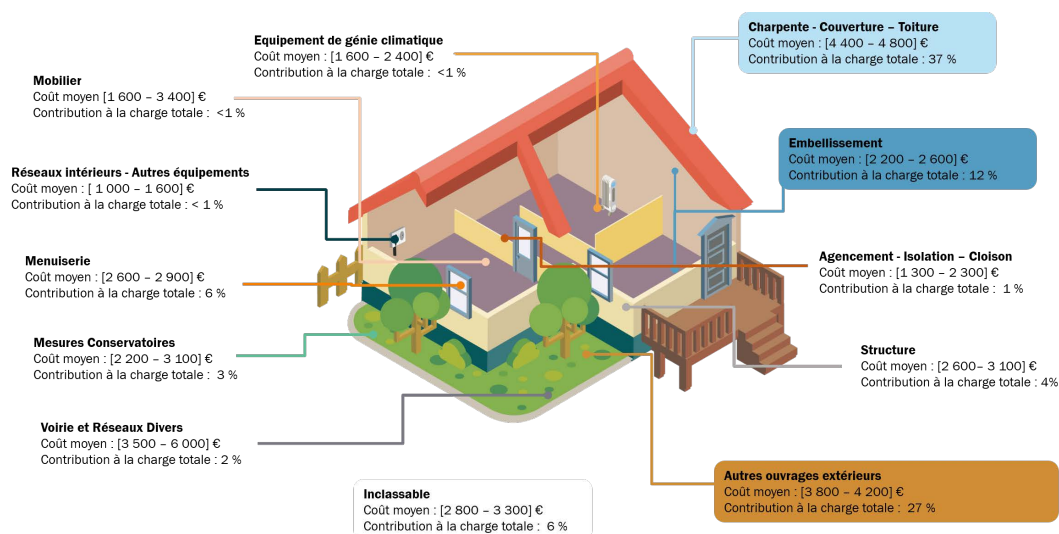 Charpente - Couverture – Toiture
Coût moyen : [4 400 – 4 800] €
Contribution à la charge totale : 37 %
Equipement de génie climatique
Coût moyen : [1 600 – 2 400] €
Contribution à la charge totale : <1 %
Mobilier
Coût moyen [1 600 – 3 400] €
Contribution à la charge totale : <1 %
Embellissement
Coût moyen : [2 200 – 2 600] €
Contribution à la charge totale : 12 %
Réseaux intérieurs - Autres équipements
Coût moyen : [ 1 000 – 1 600] €
Contribution à la charge totale : < 1 %
Menuiserie
Coût moyen : [2 600 – 2 900] €
Contribution à la charge totale : 6 %
Agencement - Isolation – Cloison
Coût moyen : [1 300 – 2 300] €
Contribution à la charge totale : 1 %
Mesures Conservatoires
Coût moyen : [2 200 – 3 100] €
Contribution à la charge totale : 3 %
Structure
Coût moyen : [2 600– 3 100] €
Contribution à la charge totale : 4%
Voirie et Réseaux Divers
Coût moyen : [3 500 – 6 000] €
Contribution à la charge totale : 2 %
Autres ouvrages extérieurs
Coût moyen : [3 800 – 4 200] €
Contribution à la charge totale : 27 %
Inclassable
Coût moyen : [2 800 – 3 300] €
Contribution à la charge totale : 6 %